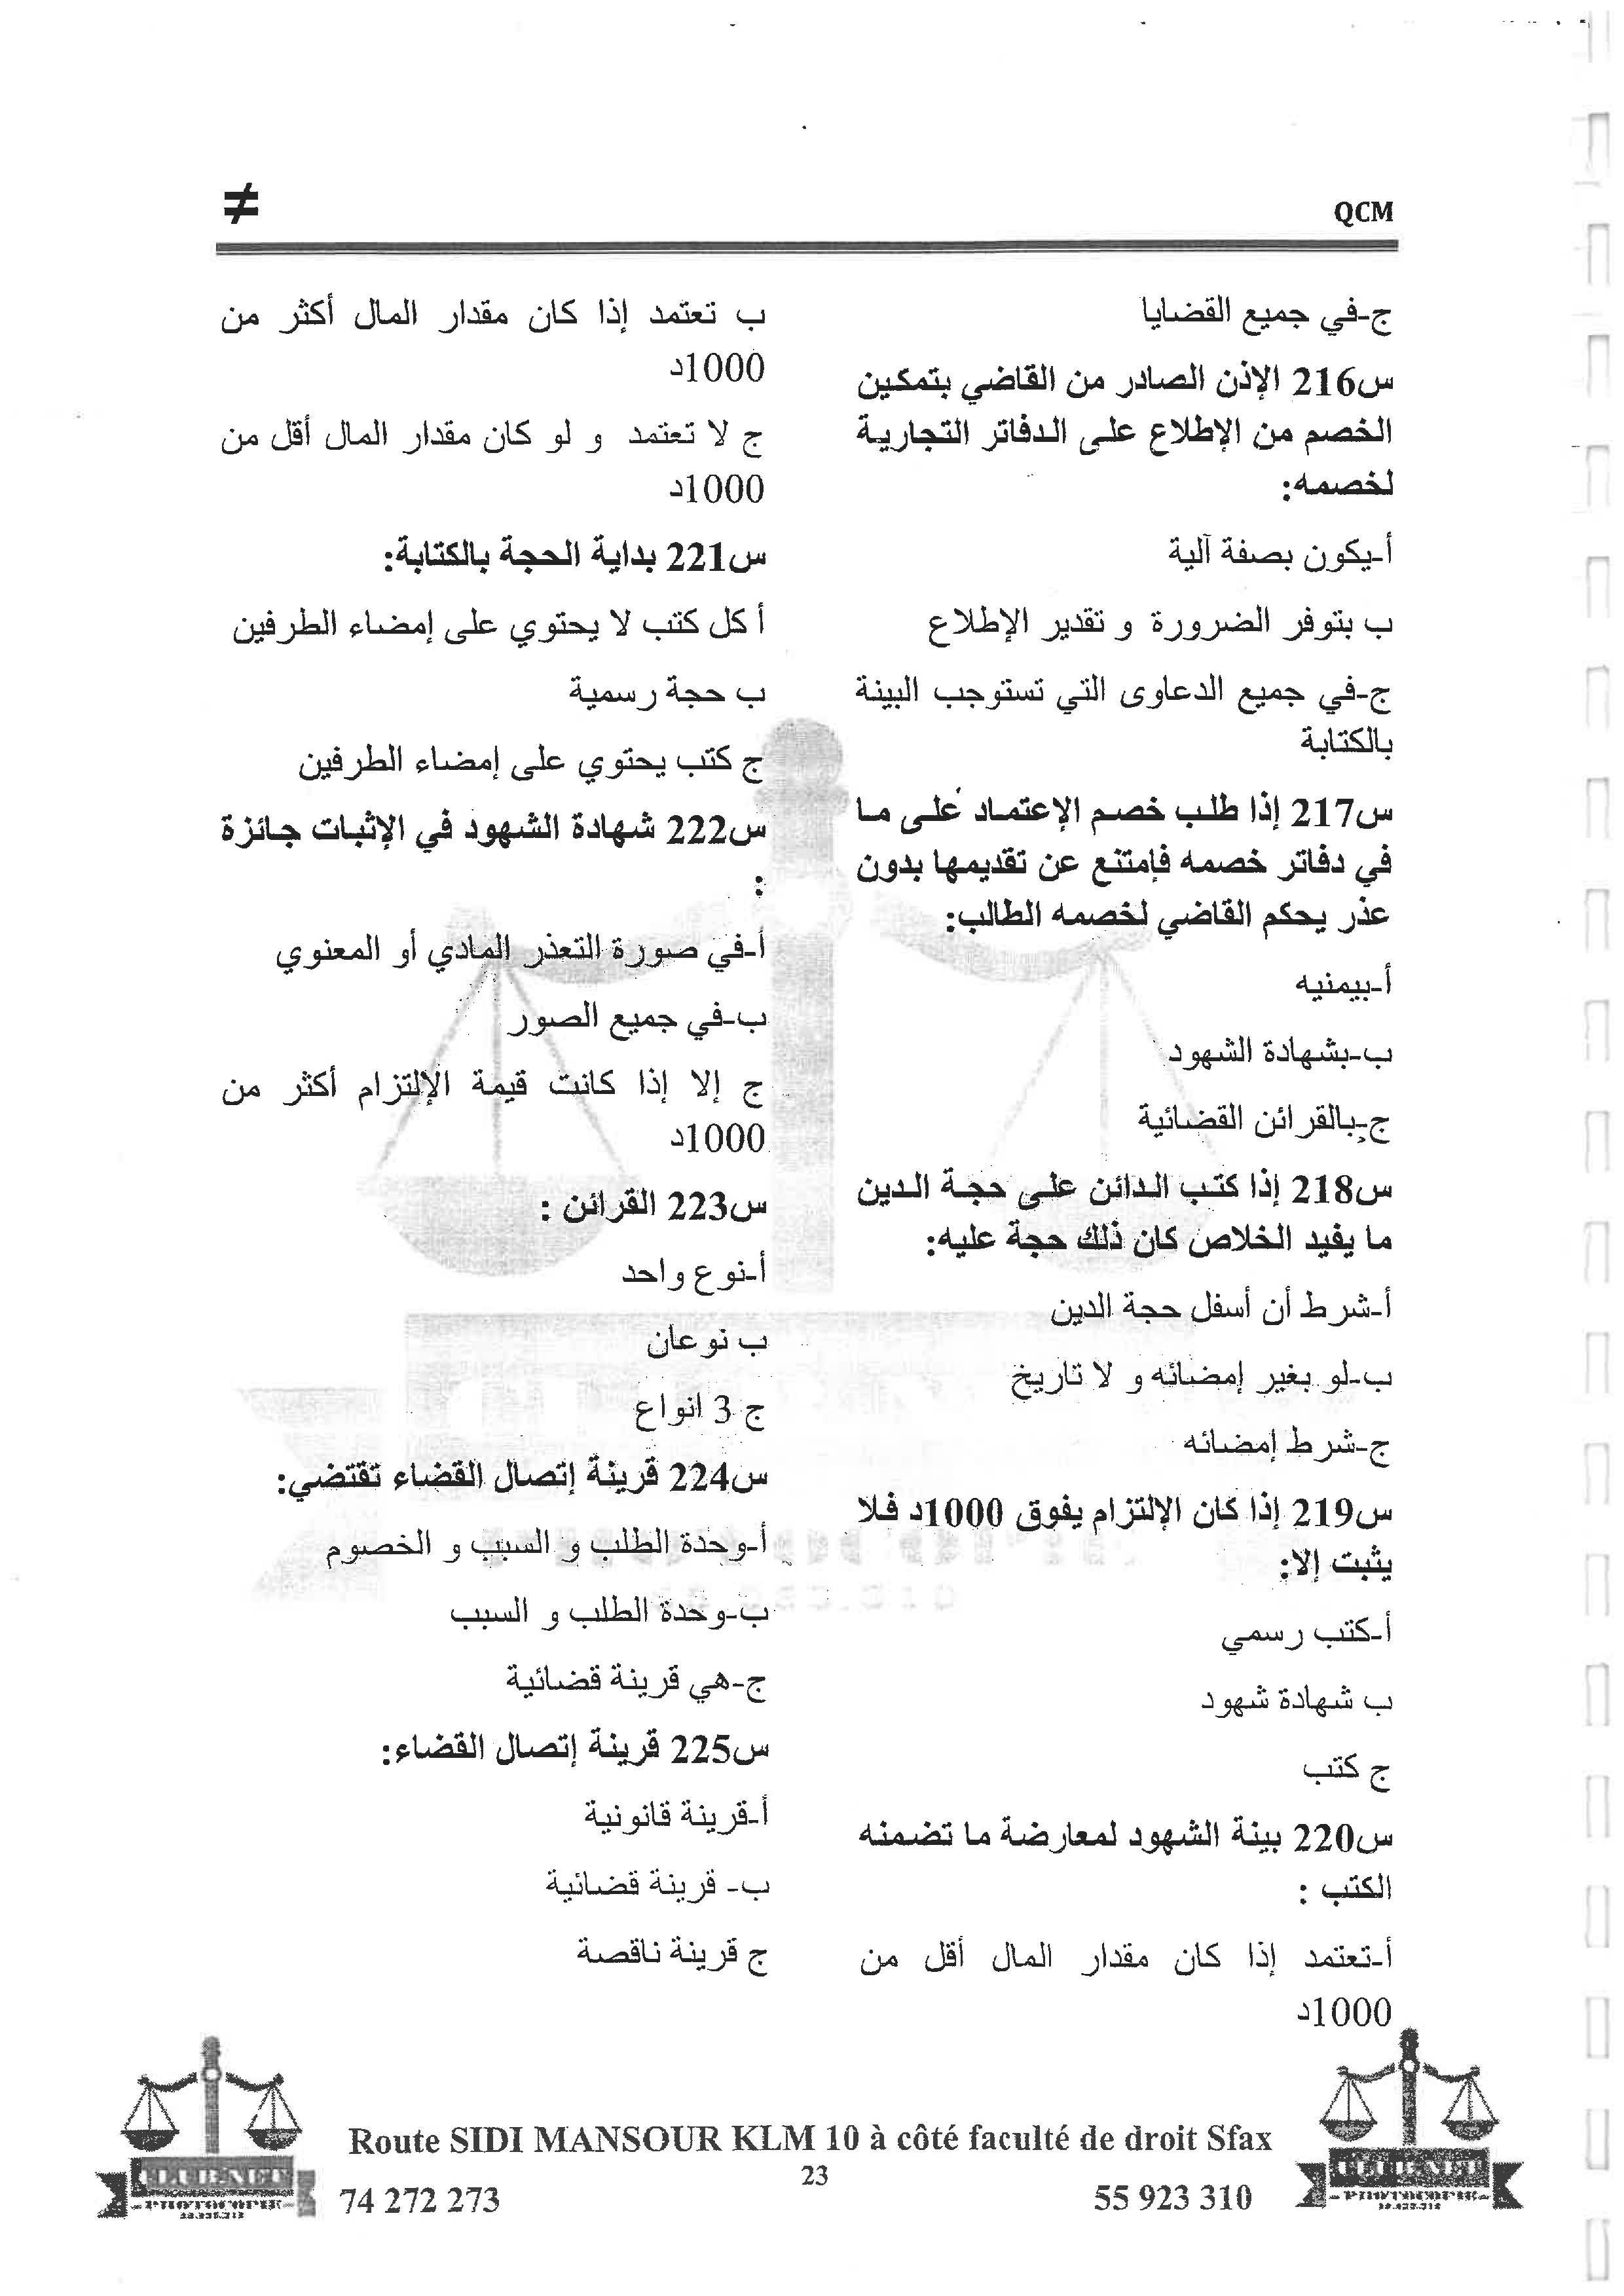 QCM
≠
ج-في جميع القضايا
س216 الإذن الصادر من القاضي بتمكين
الخصم من الإطلاع على الدفاتر التجارية
لخصمه:
أ-يكون بصفة آلية
ب بتوفر الضرورة و تقدير الإطلاع
ج-في جميع الدعاوى التي تستوجب البينة
بالكتابة
س217 إذا طلب خصم الإعتماد على ما
في دفاتر خصمه فإمتنع عن تقديمها بدون
عذر يحكم القاضي لخصمه الطالب:
أ-بيمنيه
ب-بشهادة الشهود
ج-بالقرائن القضائية
س218 إذا كتب الدائن على حجة الدين
ما يفيد الخلاص كان ذلك حجة عليه:
أ-شرط أن أسفل حجة الدين
ب-لو بغير إمضائه و لا تاريخ
ج-شرط إمضائه
س219 إذا كان الإلتزام يفوق 1000د فلا
يثبت إلا:
أ-كتب رسمي
ب شهادة شهود
ج كتب
س220 بينة الشهود لمعارضة ما تضمنه
الكتب :
أ-تعتمد إذا كان مقدار المال أقل من
1000د
ب تعتمد إذا كان مقدار المال أكثر من
1000د
ج لا تعتمد و لو كان مقدار المال أقل من
1000د
س221 بداية الحجة بالكتابة:
أ كل كتب لا يحتوي على إمضاء الطرفين
ب حجة رسمية
ج كتب يحتوي على إمضاء الطرفين
س222 شهادة الشهود في الإثبات جائزة
:
أ-في صورة التعذر المادي أو المعنوي
ب-في جميع الصور
ج إلا إذا كانت قيمة الإلتزام أكثر من
1000د
س223 القرائن :
أ-نوع واحد
ب نوعان
ج 3 انواع
س224 قرينة إتصال القضاء تقتضي:
أ-وحدة الطلب و السبب و الخصوم
ب-وحدة الطلب و السبب
ج-هي قرينة قضائية
س225 قرينة إتصال القضاء:
أ-قرينة قانونية
ب- قرينة قضائية
ج قرينة ناقصة
Route SIDI MANSOUR KLM 10 à côté faculté de droit Sfax
23
74 272 273
55 923 310
CLUB.NET
-PHOTOCOPIE-
CLUB.NET
-PHOTOCOPIE-